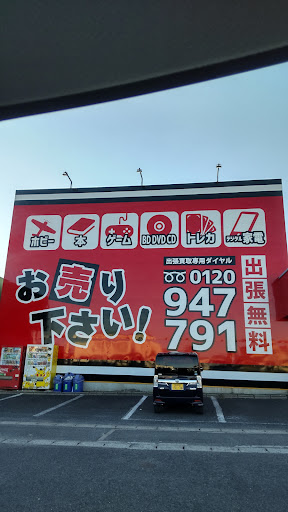 ホビー
本
ゲーム
BD DVD CD
トレカ
デジタル家電
お売り
下さい!
出張買取専用ダイヤル
0120
947
791
出張無料